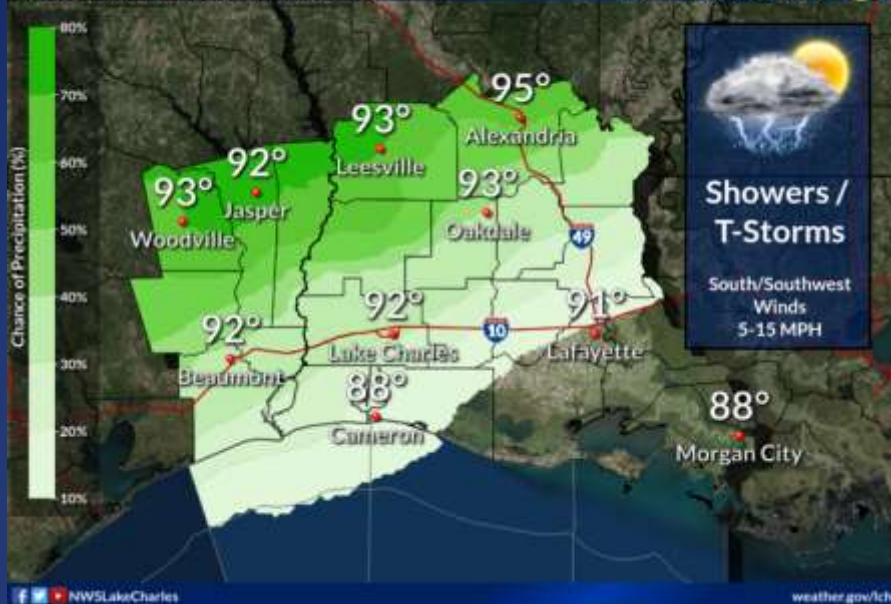 80%
70%
60%
50%
40%
30%
20%
10%
Chance of Precipitation (%)
95°
Alexandria
93°
Leesville
92°
Jasper
93°
Woodville
93°
Oakdale
49
92°
Beaumont
92°
Lake Charles
10
91°
Lafayette
88°
Cameron
88°
Morgan City
Showers /
T-Storms
South/Southwest
Winds
5-15 MPH
NWSLakeCharles
weather.gov/lch